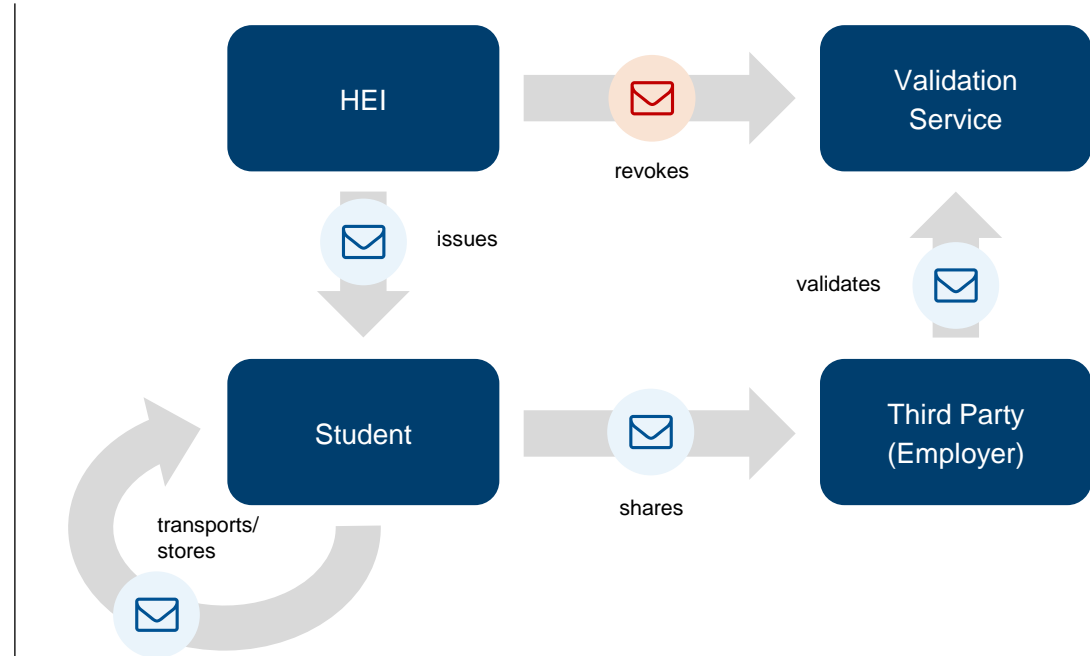 HEI
Validation
Service
revokes
issues
validates
Student
Third Party
(Employer)
shares
transports/
stores